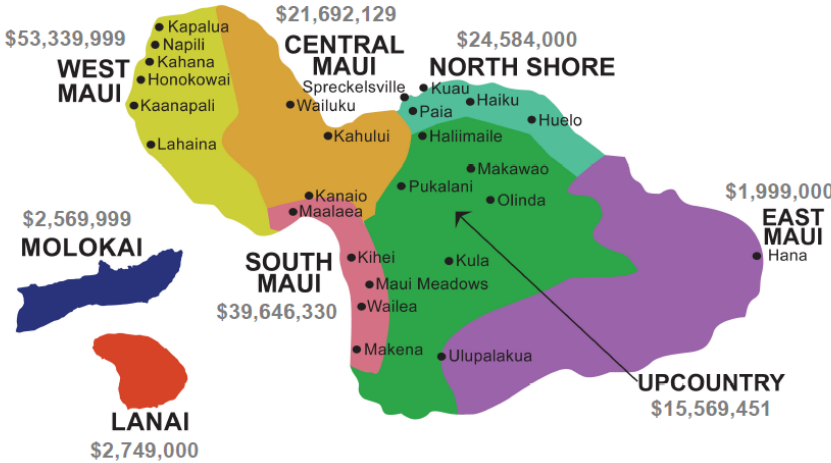 $53,339,999
WEST
MAUI
Kapalua
Napili
Kahana
Honokowai
Kaanapali
Lahaina
$21,692,129
CENTRAL
MAUI
Wailuku
Kahului
Kanaio
$24,584,000
NORTH SHORE
Spreckelsville
Kuau
Paia
Haiku
Huelo
Haliimaile
Makawao
Pukalani
Olinda
Kula
Ulupalakua
$1,999,000
EAST
MAUI
Hana
Maalaea
SOUTH
MAUI
$39,646,330
Kihei
Maui Meadows
Wailea
Makena
UPCOUNTRY
$15,569,451
$2,569,999
MOLOKAI
LANAI
$2,749,000